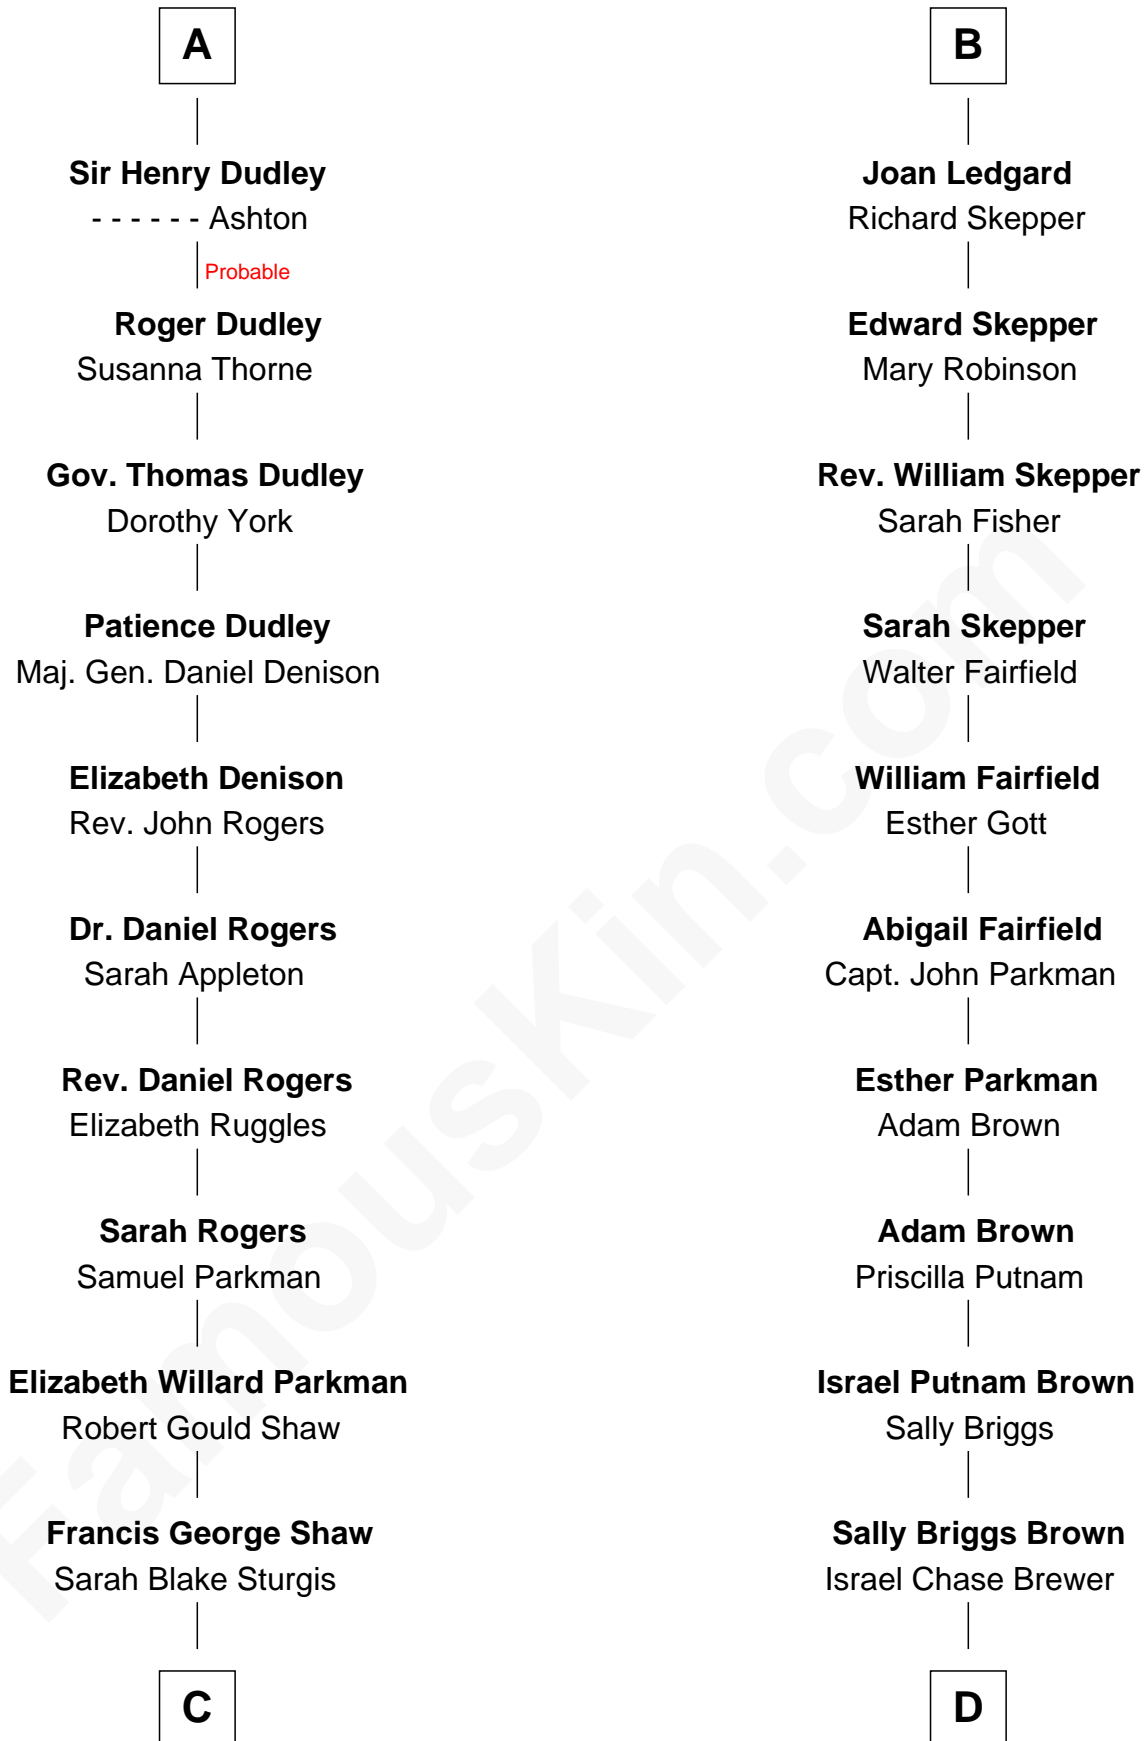 A
Sir Henry Dudley
- - - - - - Ashton
Probable
Roger Dudley
Susanna Thorne
Gov. Thomas Dudley
Dorothy York
Patience Dudley
Maj. Gen. Daniel Denison
Elizabeth Denison
Rev. John Rogers
Dr. Daniel Rogers
Sarah Appleton
Rev. Daniel Rogers
Elizabeth Ruggles
Sarah Rogers
Samuel Parkman
Elizabeth Willard Parkman
Robert Gould Shaw
Francis George Shaw
Sarah Blake Sturgis
C
B
Joan Ledgard
Richard Skepper
Edward Skepper
Mary Robinson
Rev. William Skepper
Sarah Fisher
Sarah Skepper
Walter Fairfield
William Fairfield
Esther Gott
Abigail Fairfield
Capt. John Parkman
Esther Parkman
Adam Brown
Adam Brown
Priscilla Putnam
Israel Putnam Brown
Sally Briggs
Sally Briggs Brown
Israel Chase Brewer
D
FamousKin.com